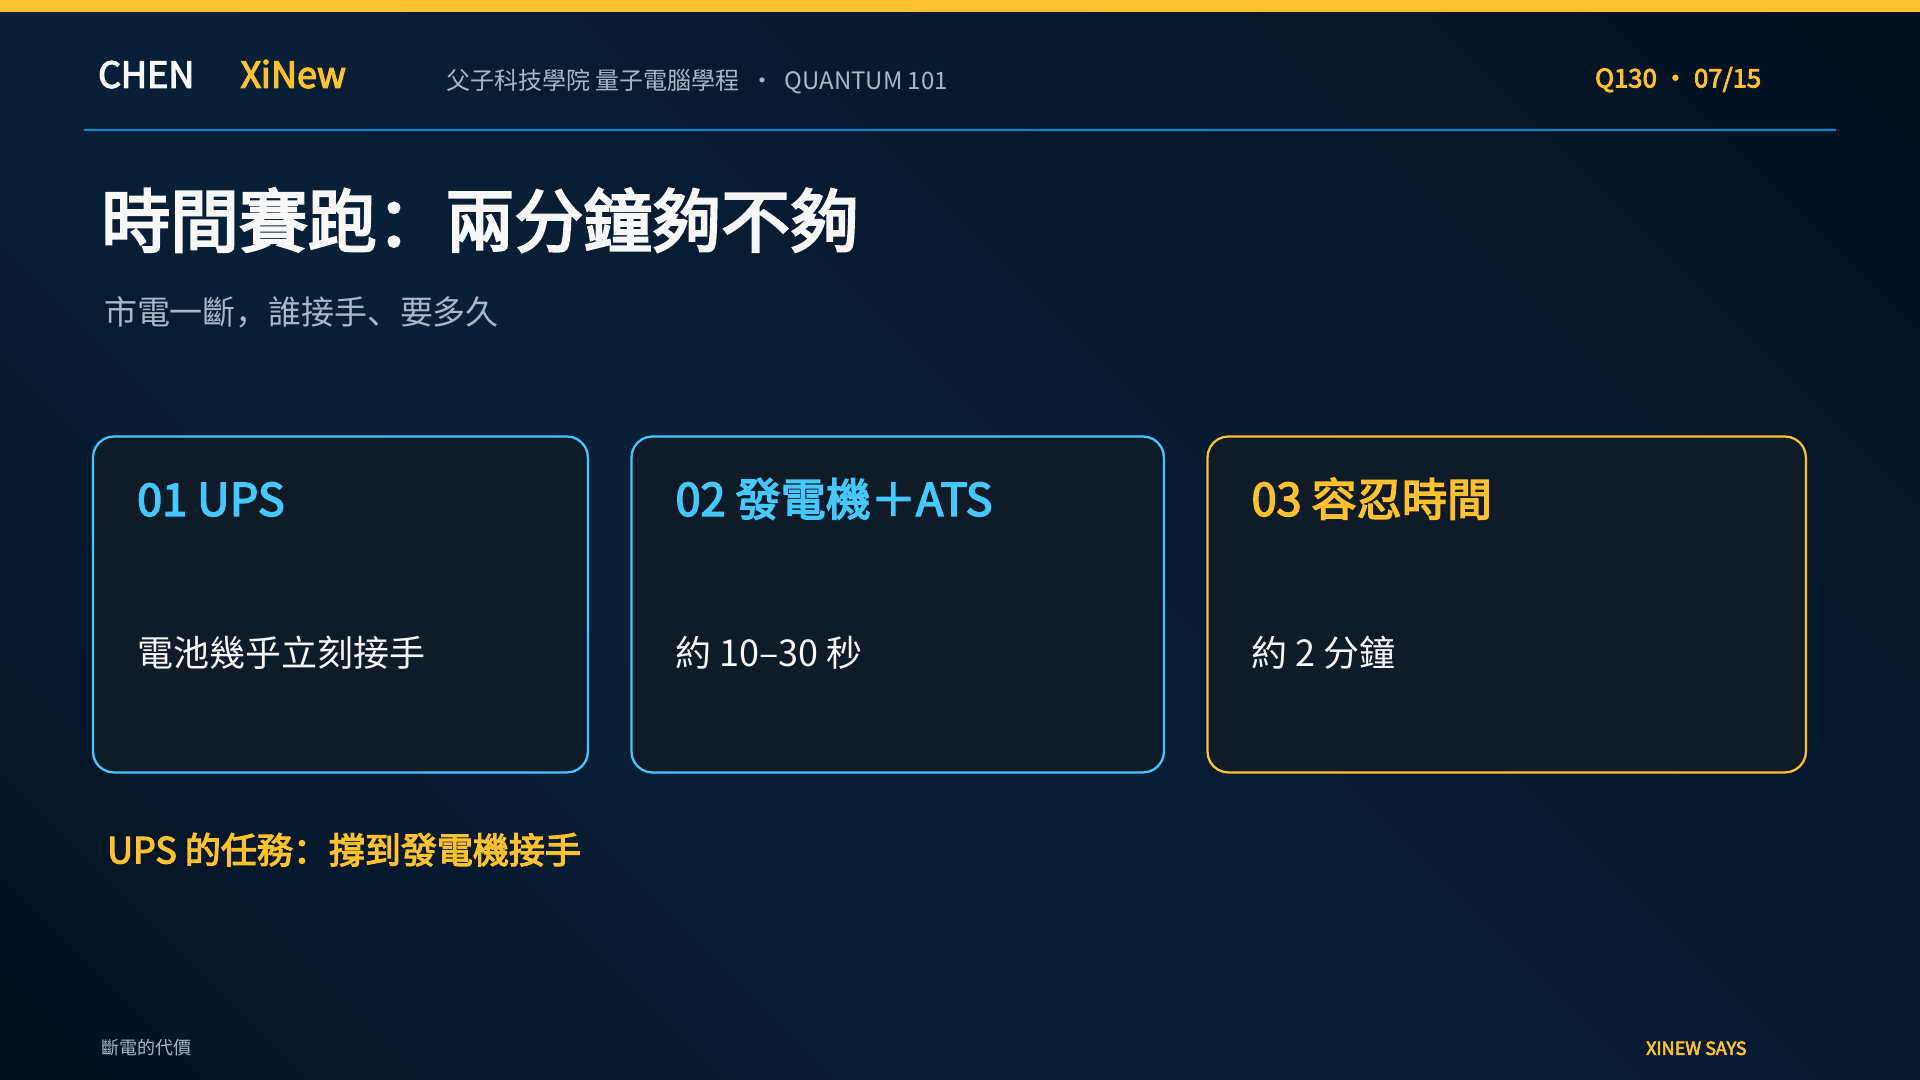 CHEN XiNew 父子科技學院 量子電腦學程 · QUANTUM 101 Q130 · 07/15
時間賽跑：兩分鐘夠不夠
市電一斷，誰接手、要多久
01 UPS
電池幾乎立刻接手
02 發電機＋ATS
約 10–30 秒
03 容忍時間
約 2 分鐘
UPS 的任務：撐到發電機接手
斷電的代價
XINEW SAYS